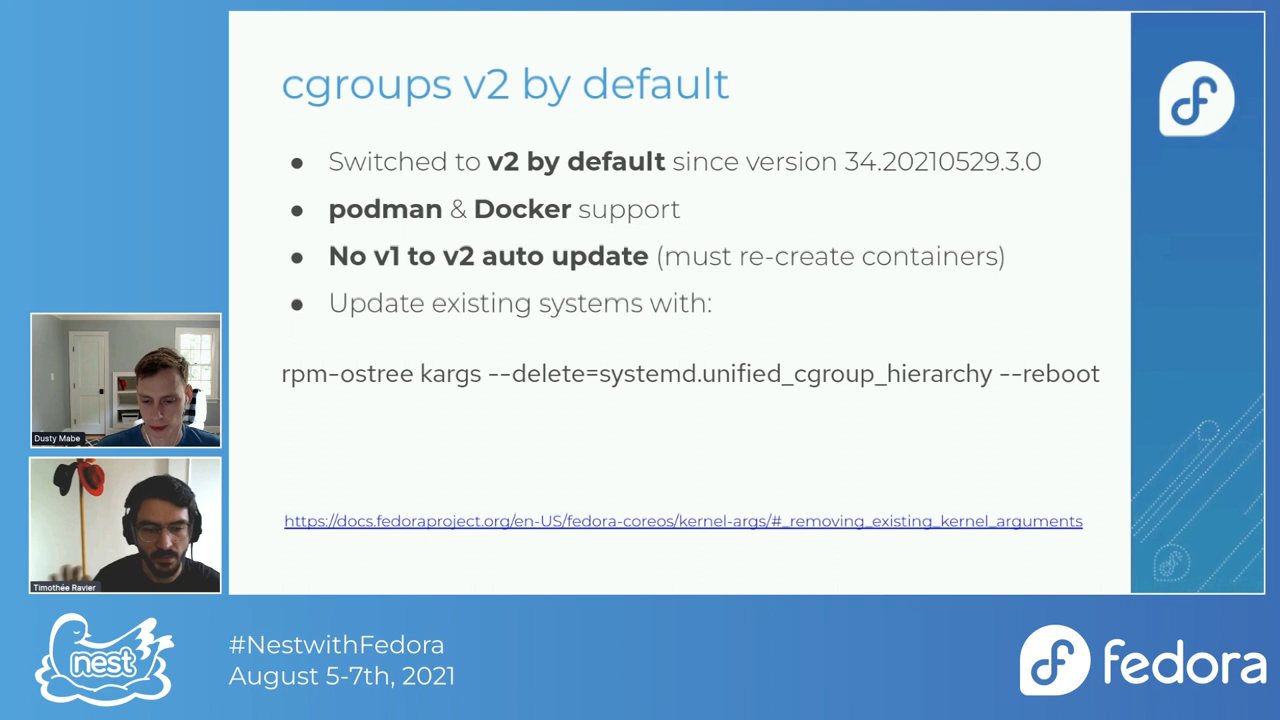 cgroups v2 by default
● Switched to v2 by default since version 34.20210529.3.0
● podman & Docker support
● No v1 to v2 auto update (must re-create containers)
● Update existing systems with:
rpm-ostree kargs --delete=systemd.unified_cgroup_hierarchy --reboot
https://docs.fedoraproject.org/en-US/fedora-coreos/kernel-args/#_removing_existing_kernel_arguments
Dusty Mabe
Timothée Ravier
nest
#NestwithFedora
August 5-7th, 2021
fedora